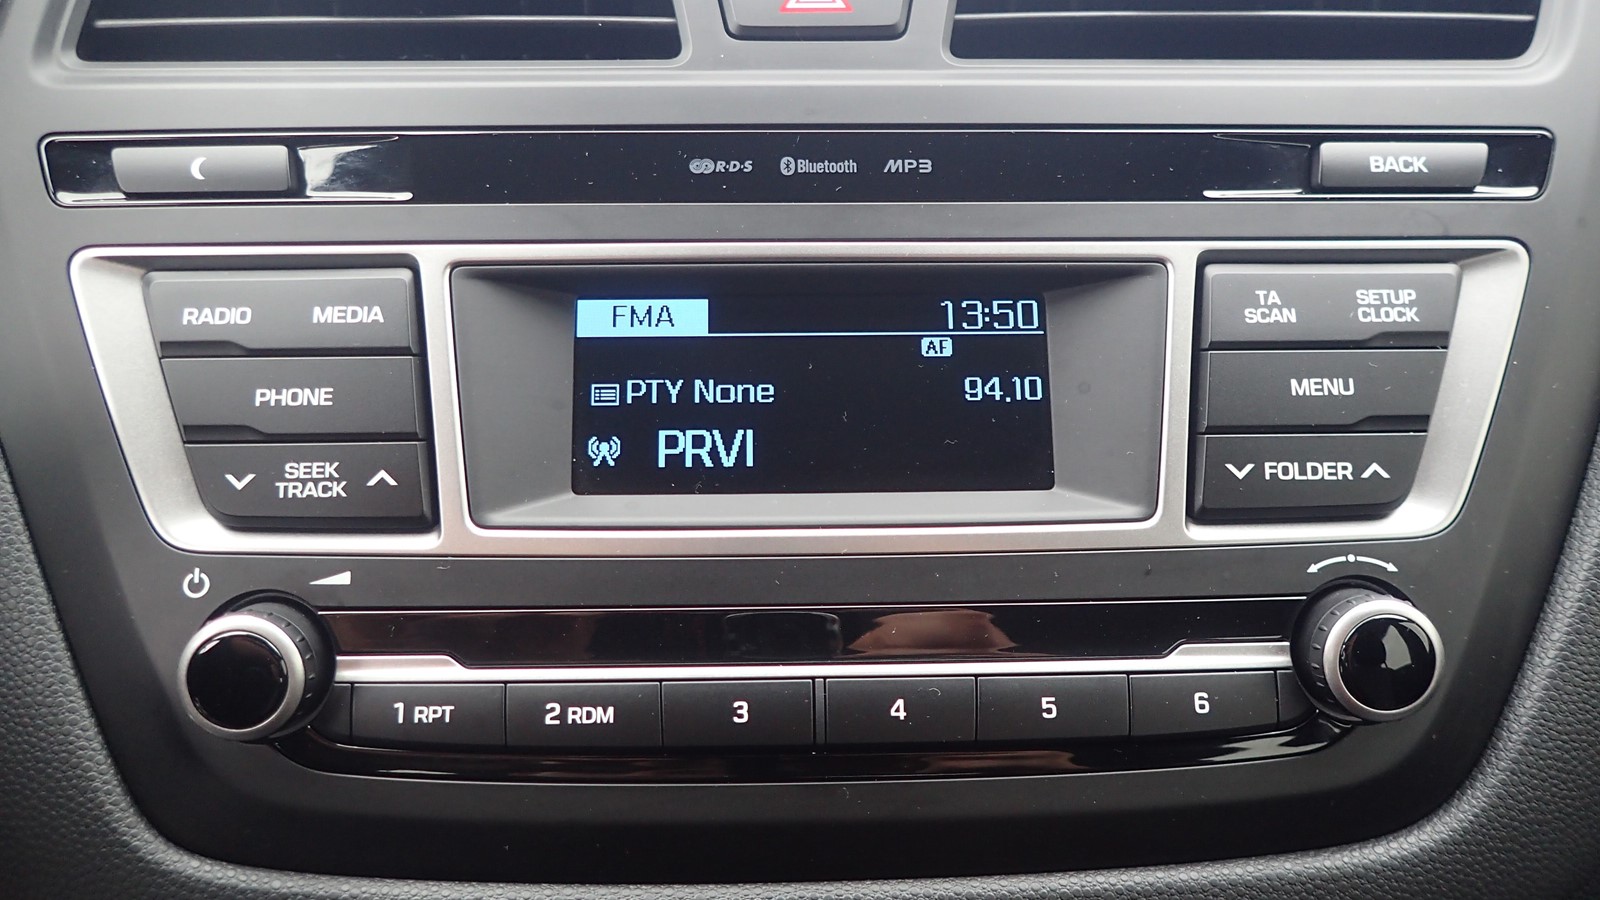 R·D·S Bluetooth MP3
BACK
RADIO MEDIA
PHONE
SEEK
TRACK
FMA 13:50
AF
PTY None 94.10
PRVI
TA
SCAN
SETUP
CLOCK
MENU
FOLDER
1 RPT 2 RDM 3 4 5 6